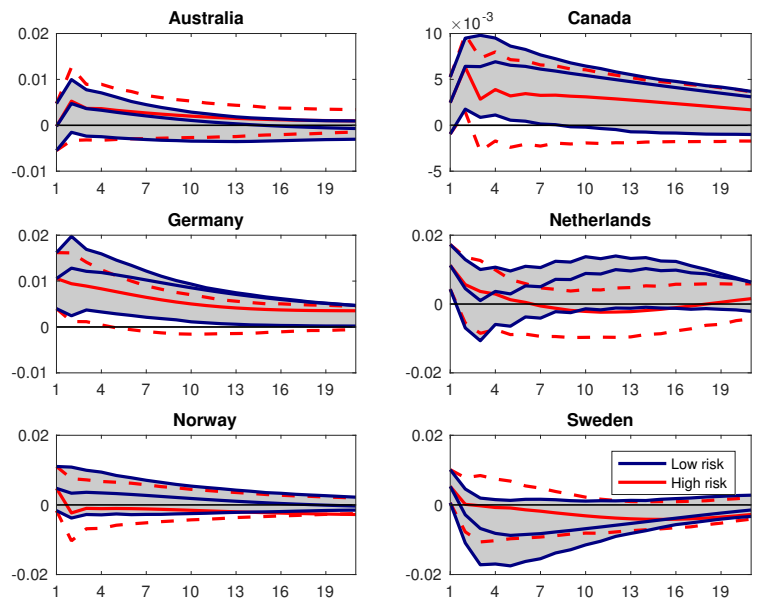 Australia
0.02
0.01
0
-0.01
1 4 7 10 13 16 19
Canada
×10⁻³
10
5
0
-5
1 4 7 10 13 16 19
Germany
0.02
0.01
0
-0.01
1 4 7 10 13 16 19
Netherlands
0.02
0
-0.02
1 4 7 10 13 16 19
Norway
0.02
0
-0.02
1 4 7 10 13 16 19
Sweden
0.02
0
-0.02
1 4 7 10 13 16 19
Low risk
High risk